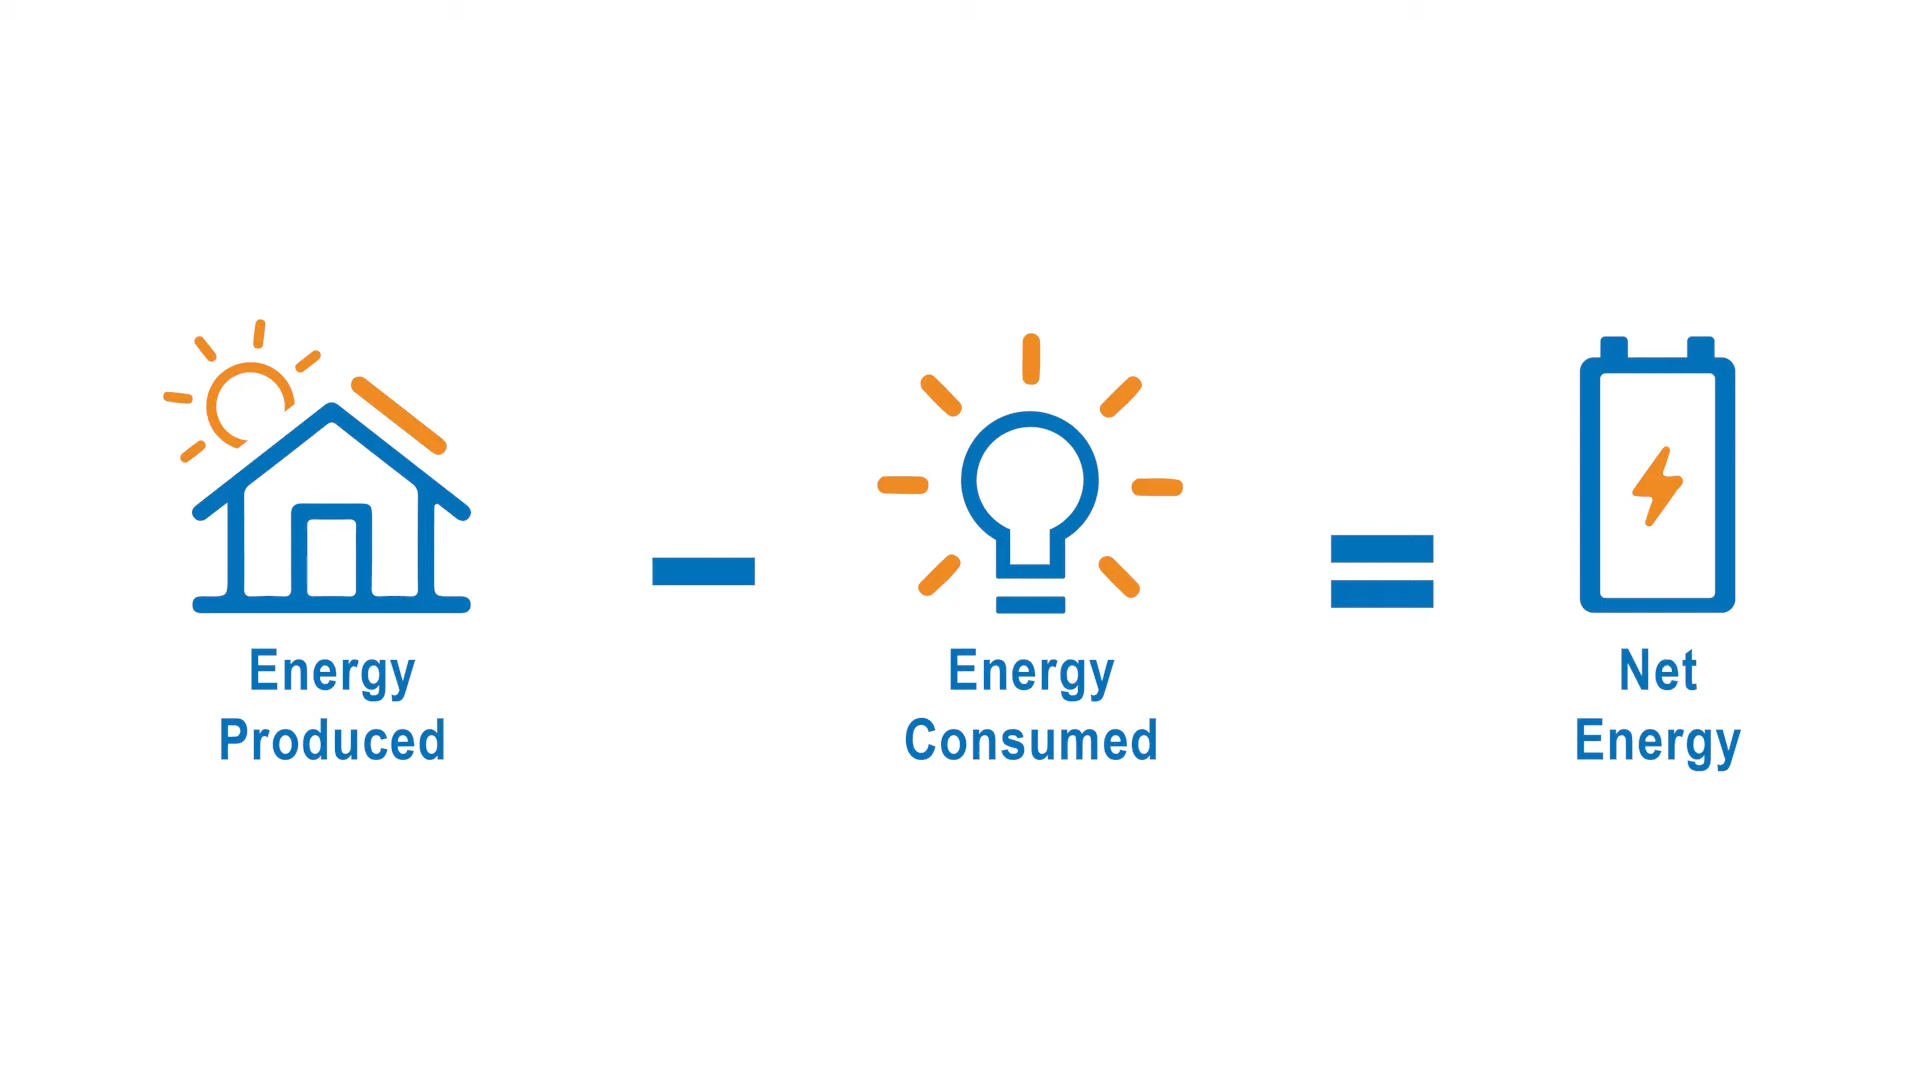 Energy
Produced
−
Energy
Consumed
=
Net
Energy